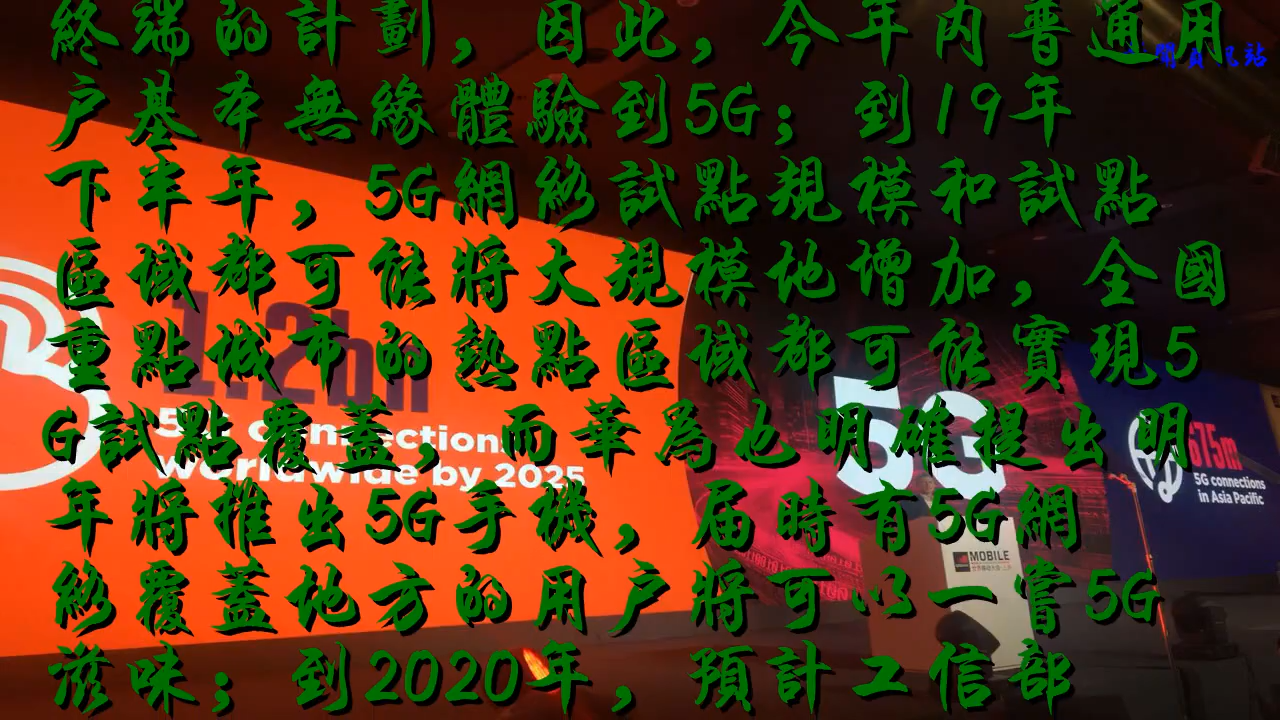 終端的計劃，因此，今年內普通用
戶基本無緣體驗到5G；到19年
下半年，5G網絡試點規模和試點
區域都可能將大規模地增加，全國
重點城市的熱點區域都可能實現5
G試點覆蓋，而華為也明確提出明
年將推出5G手機，屆時有5G網
絡覆蓋地方的用戶將可以一嘗5G
滋味；到2020年，預計工信部
1.2bn
5G connections
worldwide by 2025
5G
675m
5G connections
in Asia Pacific
MOBILE